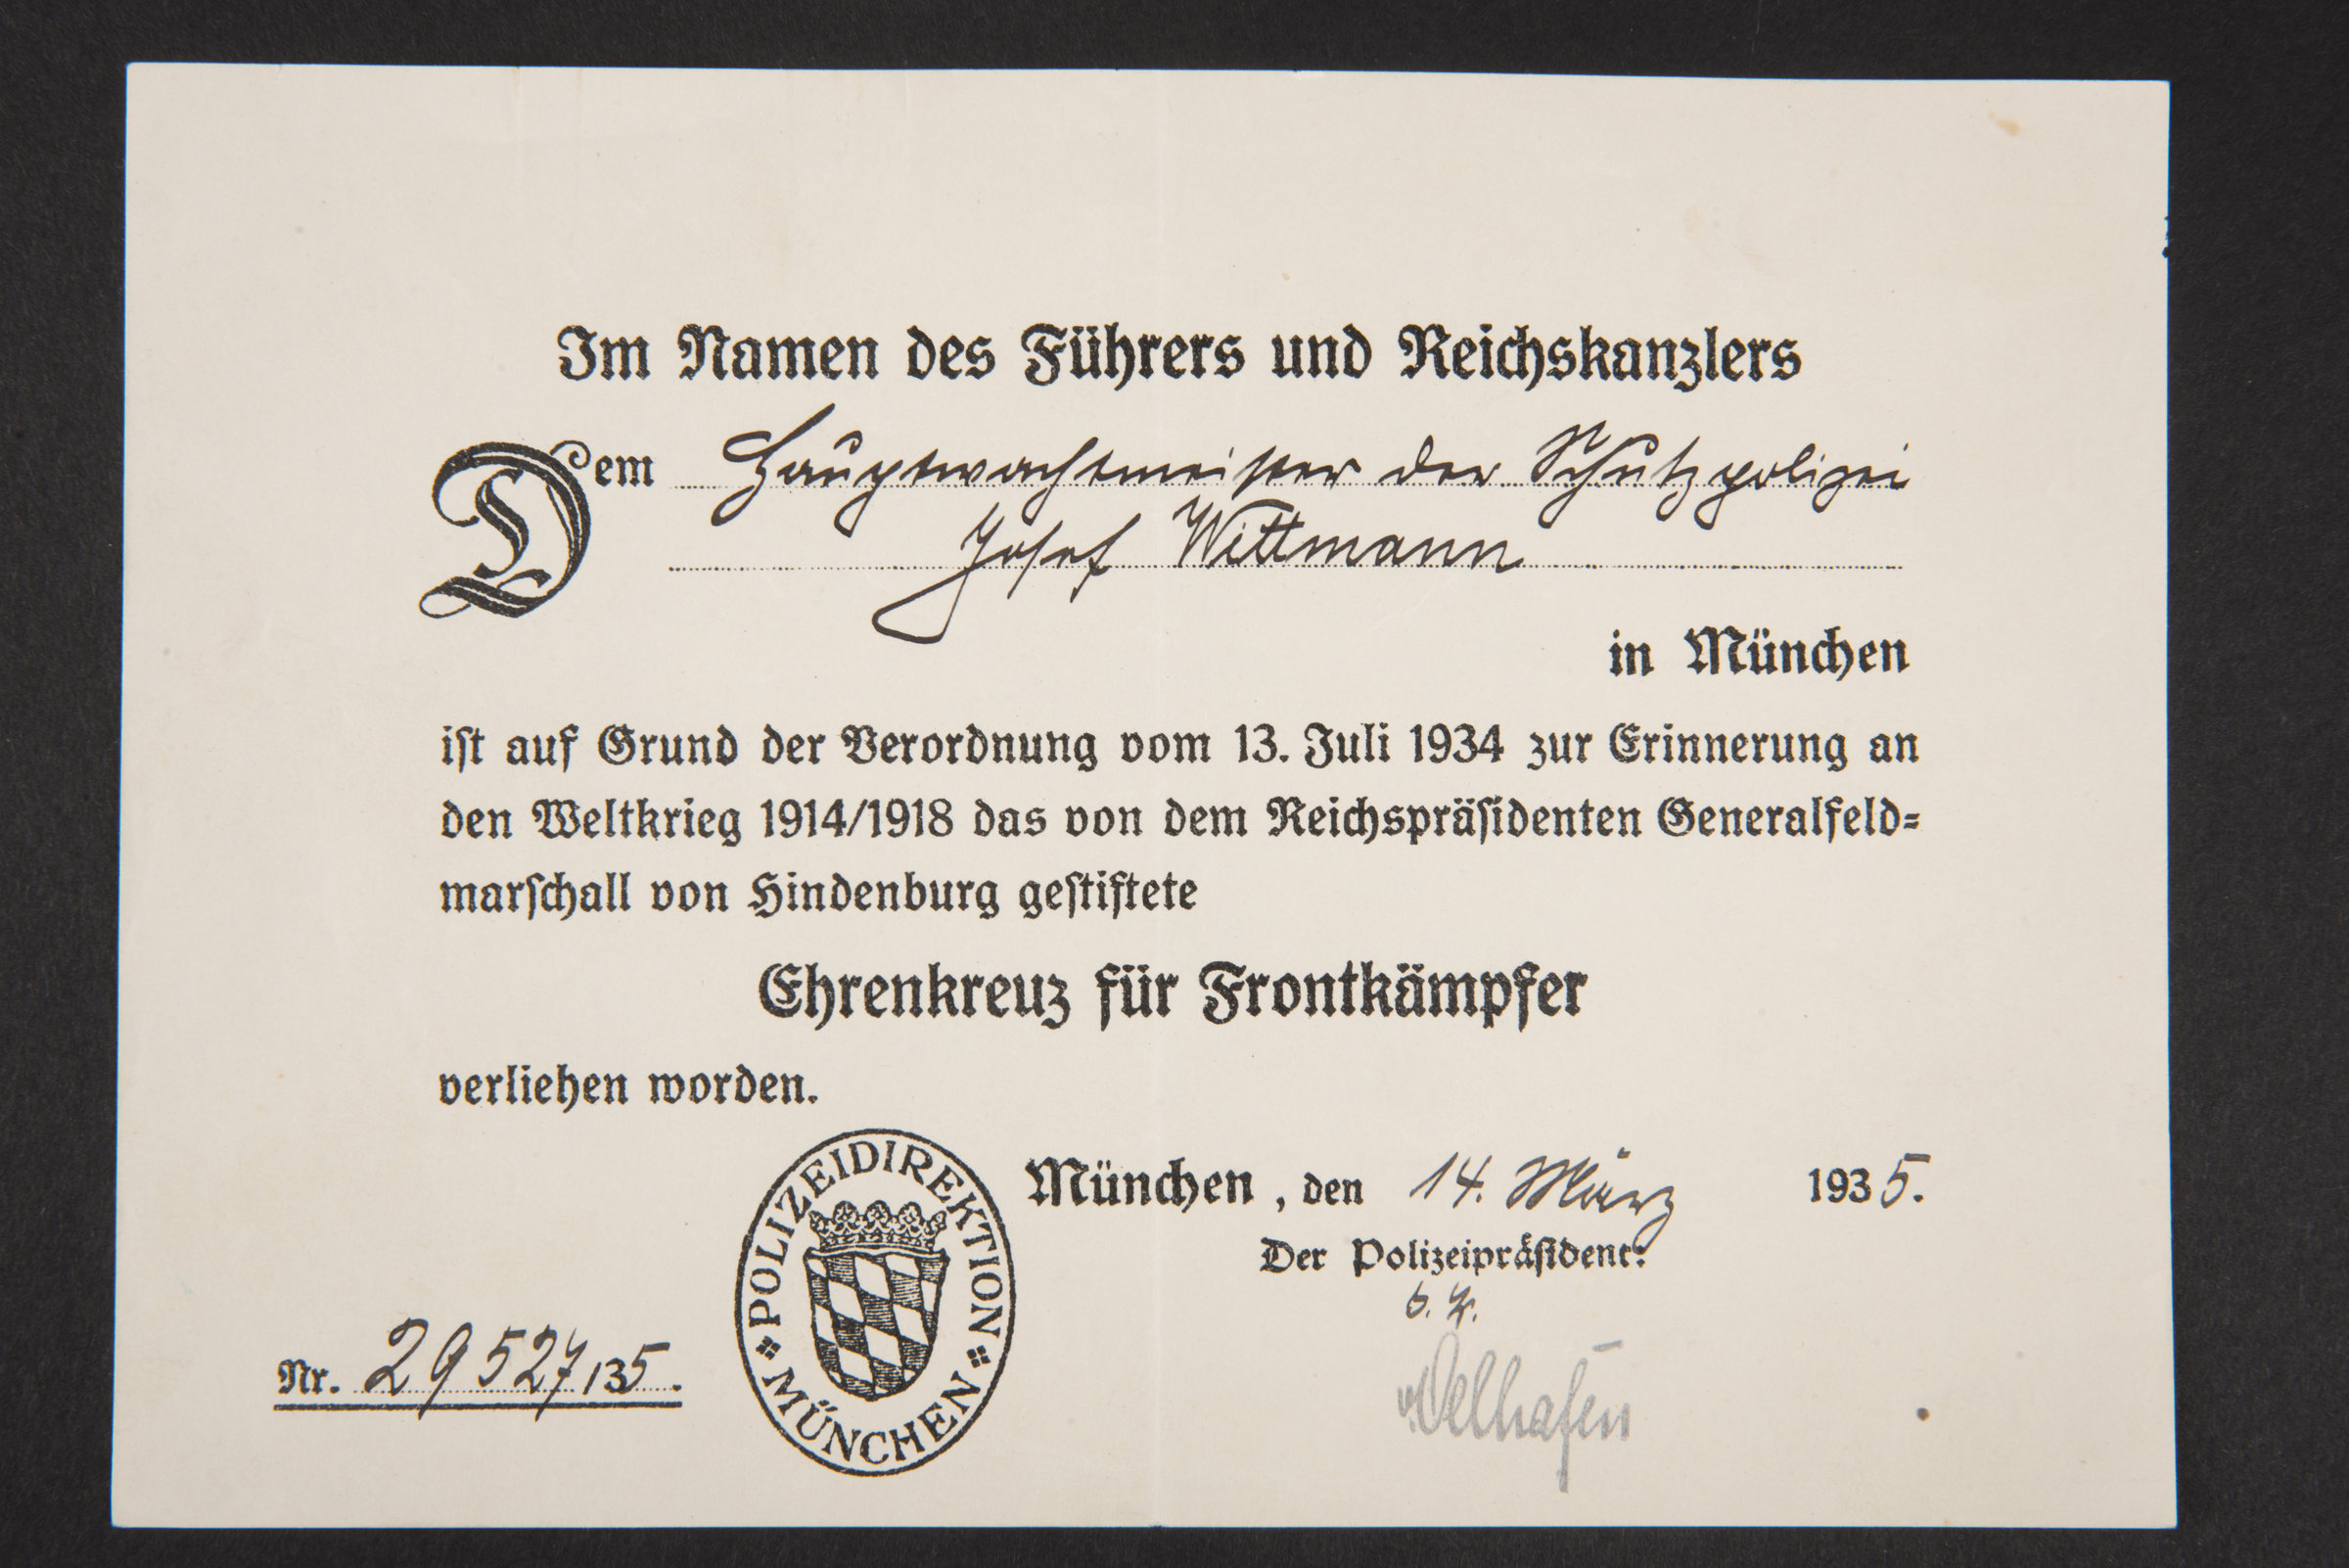 Im Namen des Führers und Reichskanzlers
Dem Hauptwachtmeister der Schutzpolizei
Josef Wittmann
in München
ist auf Grund der Verordnung vom 13. Juli 1934 zur Erinnerung an
den Weltkrieg 1914/1918 das von dem Reichspräsidenten Generalfeld=
marschall von Hindenburg gestiftete
Ehrenkreuz für Frontkämpfer
verliehen worden.
München, den 14. März 1935.
Der Polizeipräsident:
v. Oelhafen
Nr. 29527/35.
POLIZEIDIREKTION
MÜNCHEN